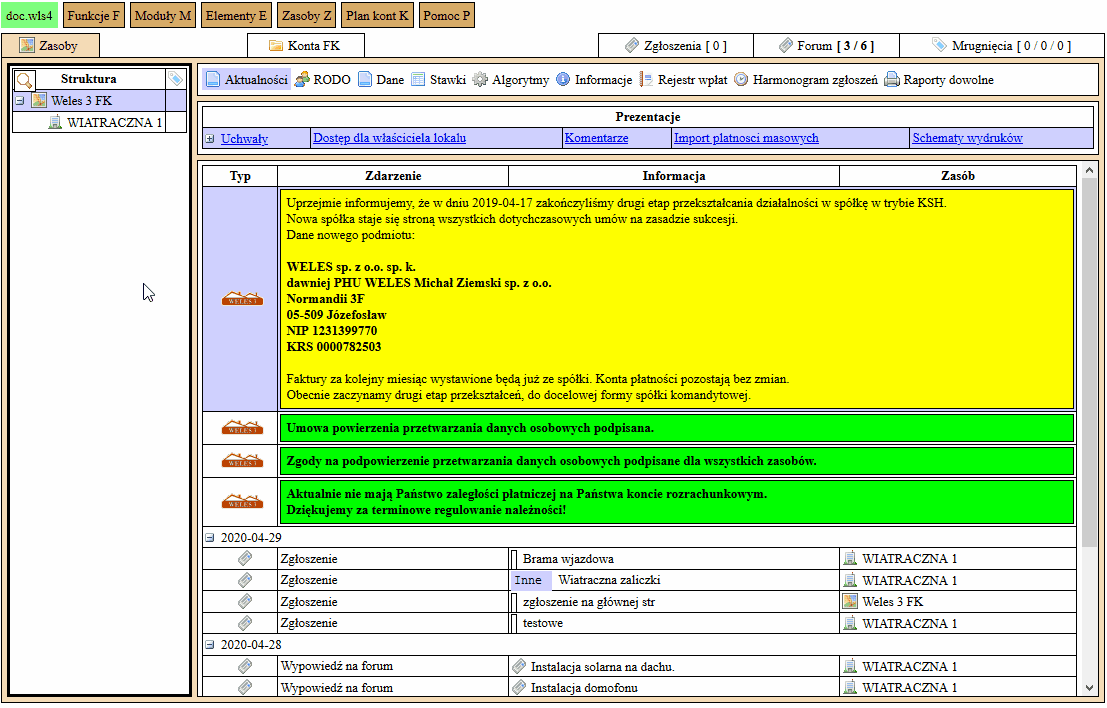 doc.wls4 Funkcje F Moduły M Elementy E Zasoby Z Plan kont K Pomoc P
Zasoby Konta FK Zgłoszenia [ 0 ] Forum [ 3 / 6 ] Mrugnięcia [ 0 / 0 / 0 ]
Struktura
Weles 3 FK
WIATRACZNA 1
Aktualności RODO Dane Stawki Algorytmy Informacje Rejestr wpłat Harmonogram zgłoszeń Raporty dowolne
Prezentacje
Uchwały Dostęp dla właściciela lokalu Komentarze Import płatnosci masowych Schematy wydruków
Typ Zdarzenie Informacja Zasób
Uprzejmie informujemy, że w dniu 2019-04-17 zakończyliśmy drugi etap przekształcania działalności w spółkę w trybie KSH.
Nowa spółka staje się stroną wszystkich dotychczasowych umów na zasadzie sukcesji.
Dane nowego podmiotu:
WELES sp. z o.o. sp. k.
dawniej PHU WELES Michał Ziemski sp. z o.o.
Normandii 3F
05-509 Józefosław
NIP 1231399770
KRS 0000782503
Faktury za kolejny miesiąc wystawione będą już ze spółki. Konta płatności pozostają bez zmian.
Obecnie zaczynamy drugi etap przekształceń, do docelowej formy spółki komandytowej.
WELES 3
WELES 3 Umowa powierzenia przetwarzania danych osobowych podpisana.
WELES 3 Zgody na podpowierzenie przetwarzania danych osobowych podpisane dla wszystkich zasobów.
WELES 3 Aktualnie nie mają Państwo zaległości płatniczej na Państwa koncie rozrachunkowym.
Dziękujemy za terminowe regulowanie należności!
2020-04-29
Zgłoszenie Brama wjazdowa WIATRACZNA 1
Zgłoszenie Inne Wiatraczna zaliczki WIATRACZNA 1
Zgłoszenie zgłoszenie na głównej str Weles 3 FK
Zgłoszenie testowe WIATRACZNA 1
2020-04-28
Wypowiedź na forum Instalacja solarna na dachu. WIATRACZNA 1
Wypowiedź na forum Instalacja domofonu WIATRACZNA 1